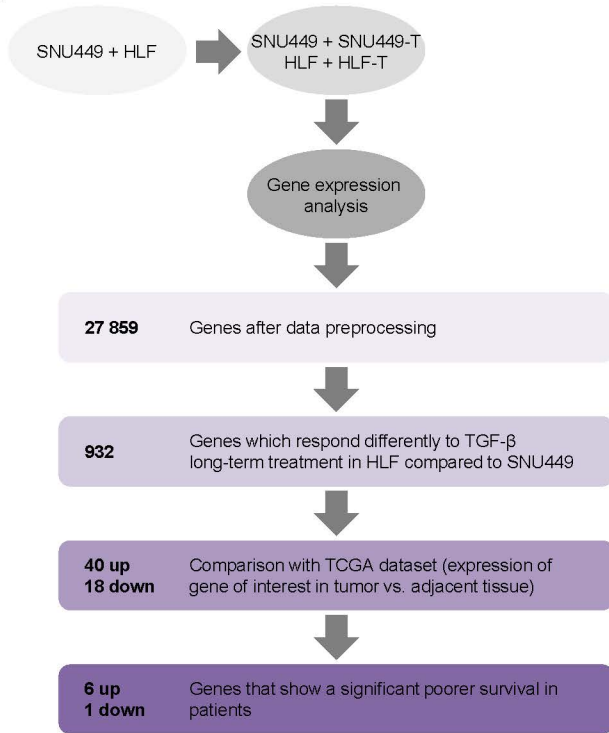 SNU449 + HLF
SNU449 + SNU449-T
HLF + HLF-T
Gene expression
analysis
27 859 Genes after data preprocessing
932 Genes which respond differently to TGF-β
long-term treatment in HLF compared to SNU449
40 up Comparison with TCGA dataset (expression of
18 down gene of interest in tumor vs. adjacent tissue)
6 up Genes that show a significant poorer survival in
1 down patients